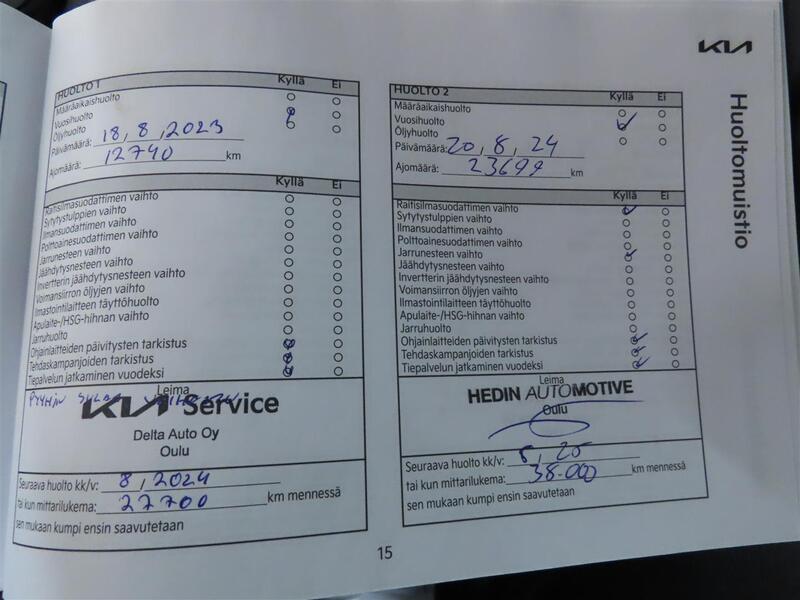 KIA
Huoltomuistio
HUOLTO 1 Kyllä Ei
Määräaikaishuolto
Vuosihuolto
Öljyhuolto
Päivämäärä: 18, 8, 2023
Ajomäärä: 12740 km
Kyllä Ei
Raitisilmasuodattimen vaihto
Sytytystulppien vaihto
Ilmansuodattimen vaihto
Polttoainesuodattimen vaihto
Jarrunesteen vaihto
Jäähdytysnesteen vaihto
Invertterin jäähdytysnesteen vaihto
Voimansiirron öljyjen vaihto
Ilmastointilaitteen täyttöhuolto
Apulaite-/HSG-hihnan vaihto
Jarruhuolto
Ohjainlaitteiden päivitysten tarkistus
Tehdaskampanjoiden tarkistus
Tiepalvelun jatkaminen vuodeksi
Leima
KIA Service
Delta Auto Oy
Oulu
Seuraava huolto kk/v: 8, 2024
tai kun mittarilukema: 27700 km mennessä
sen mukaan kumpi ensin saavutetaan
HUOLTO 2 Kyllä Ei
Määräaikaishuolto
Vuosihuolto
Öljyhuolto
Päivämäärä: 20, 8, 24
Ajomäärä: 23699 km
Kyllä Ei
Raitisilmasuodattimen vaihto
Sytytystulppien vaihto
Ilmansuodattimen vaihto
Polttoainesuodattimen vaihto
Jarrunesteen vaihto
Jäähdytysnesteen vaihto
Invertterin jäähdytysnesteen vaihto
Voimansiirron öljyjen vaihto
Ilmastointilaitteen täyttöhuolto
Apulaite-/HSG-hihnan vaihto
Jarruhuolto
Ohjainlaitteiden päivitysten tarkistus
Tehdaskampanjoiden tarkistus
Tiepalvelun jatkaminen vuodeksi
Leima
HEDIN AUTOMOTIVE
Oulu
Seuraava huolto kk/v: 8, 25
tai kun mittarilukema: 38.000 km mennessä
sen mukaan kumpi ensin saavutetaan
15